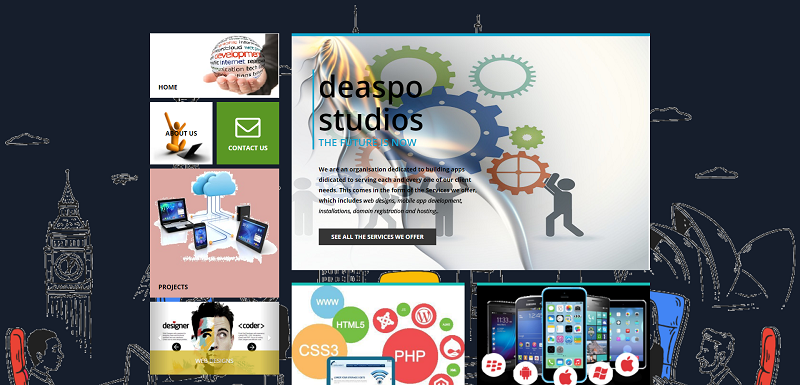 Development
internet
HOME
ABOUT US
CONTACT US
PROJECTS
designer
<coder>
WEB DESIGNS
deaspo
studios
THE FUTURE IS NOW
We are an organisation dedicated to building apps
didicated to serving each and every one of our client
needs. This comes in the form of the Services we offer,
which includes web designs, mobile app development,
installations, domain registration and hosting.
SEE ALL THE SERVICES WE OFFER
WWW
HTML5
CSS3
PHP